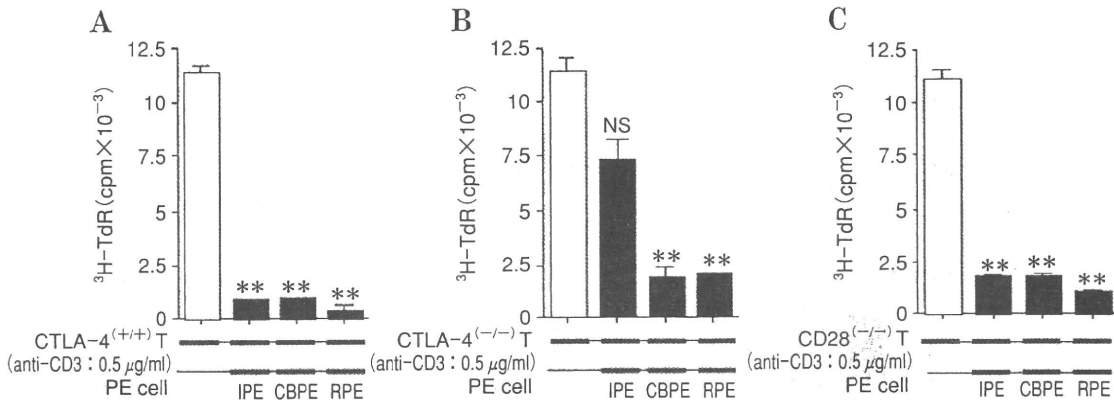 A
12.5
10
7.5
5
2.5
0
³H-TdR(cpm×10⁻³)
** ** **
CTLA-4(+/+) T
(anti-CD3：0.5 μg/ml)
PE cell IPE CBPE RPE
B
12.5
10
7.5
5
2.5
0
³H-TdR(cpm×10⁻³)
NS
** **
CTLA-4(−/−) T
(anti-CD3：0.5 μg/ml)
PE cell IPE CBPE RPE
C
12.5
10
7.5
5
2.5
0
³H-TdR(cpm×10⁻³)
** ** **
CD28(−/−) T
(anti-CD3：0.5 μg/ml)
PE cell IPE CBPE RPE